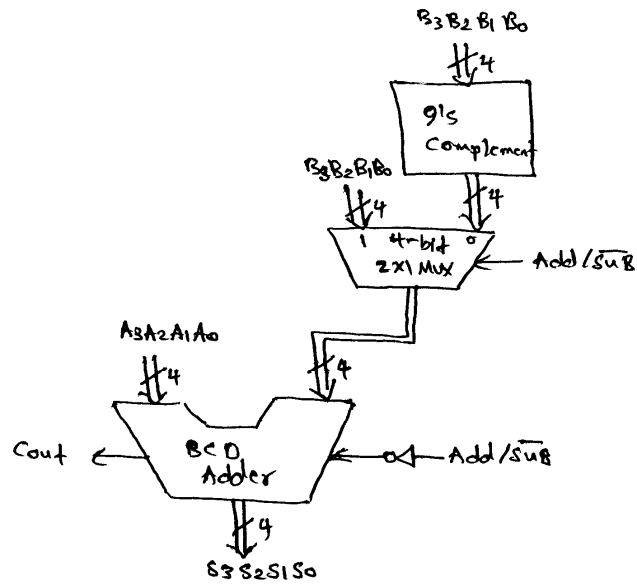 B3B2B1B0
4
9's
Complement
B3B2B1B0
4
4
1 4-bit 0
2x1 MUX
Add/SUB
A3A2A1A0
4
4
Cout
BCD
Adder
Add/SUB
4
S3S2S1S0